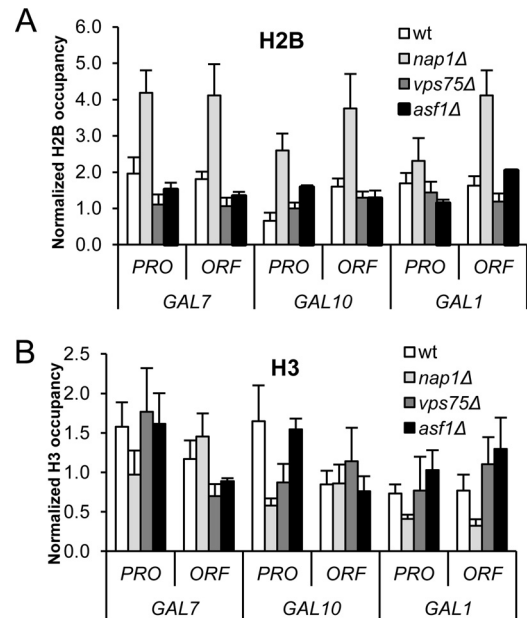 A
H2B
Normalized H2B occupancy
6.0
5.0
4.0
3.0
2.0
1.0
0.0
wt
nap1Δ
vps75Δ
asf1Δ
PRO ORF PRO ORF PRO ORF
GAL7 GAL10 GAL1
B
H3
Normalized H3 occupancy
2.5
2.0
1.5
1.0
0.5
0.0
wt
nap1Δ
vps75Δ
asf1Δ
PRO ORF PRO ORF PRO ORF
GAL7 GAL10 GAL1